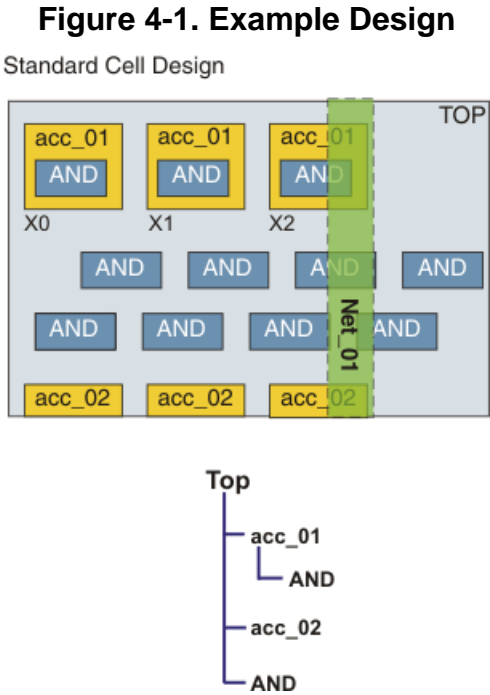 Figure 4-1. Example Design
Standard Cell Design
TOP
acc_01 acc_01 acc_01
AND AND AND
X0 X1 X2
AND AND AND AND
AND AND AND AND
Net_01
acc_02 acc_02 acc_02
Top
acc_01
AND
acc_02
AND